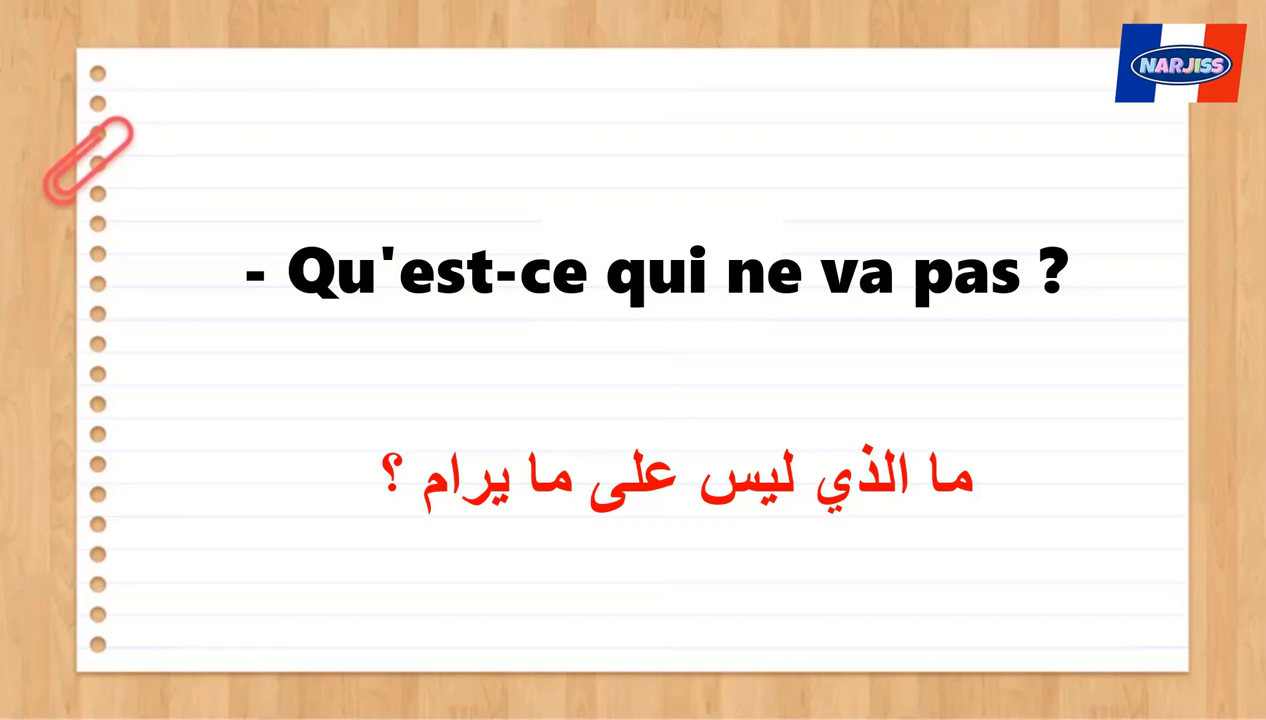 NARJISS
- Qu'est-ce qui ne va pas ?
ما الذي ليس على ما يرام ؟